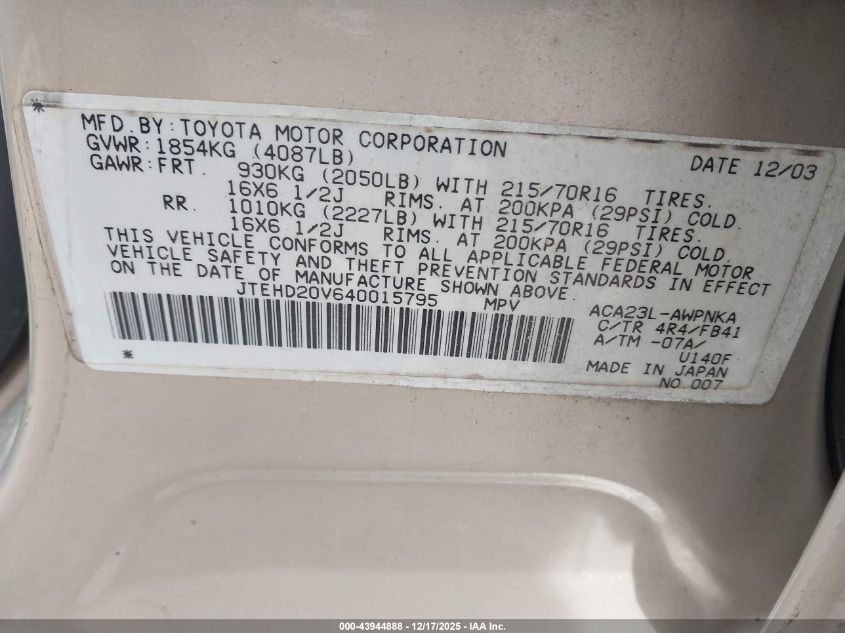 MFD. BY: TOYOTA MOTOR CORPORATION DATE 12/03
GVWR: 1854KG (4087LB)
GAWR: FRT. 930KG (2050LB) WITH 215/70R16 TIRES.
16X6 1/2J RIMS. AT 200KPA (29PSI) COLD.
RR. 1010KG (2227LB) WITH 215/70R16 TIRES.
16X6 1/2J RIMS. AT 200KPA (29PSI) COLD.
THIS VEHICLE CONFORMS TO ALL APPLICABLE FEDERAL MOTOR
VEHICLE SAFETY AND THEFT PREVENTION STANDARDS IN EFFECT
ON THE DATE OF MANUFACTURE SHOWN ABOVE.
JTEHD20V640015795 MPV
ACA23L-AWPNKA
C/TR 4R4/FB41
A/TM -07A/
U140F
MADE IN JAPAN
NO. 007
000-43944888 - 12/17/2025 - IAA Inc.